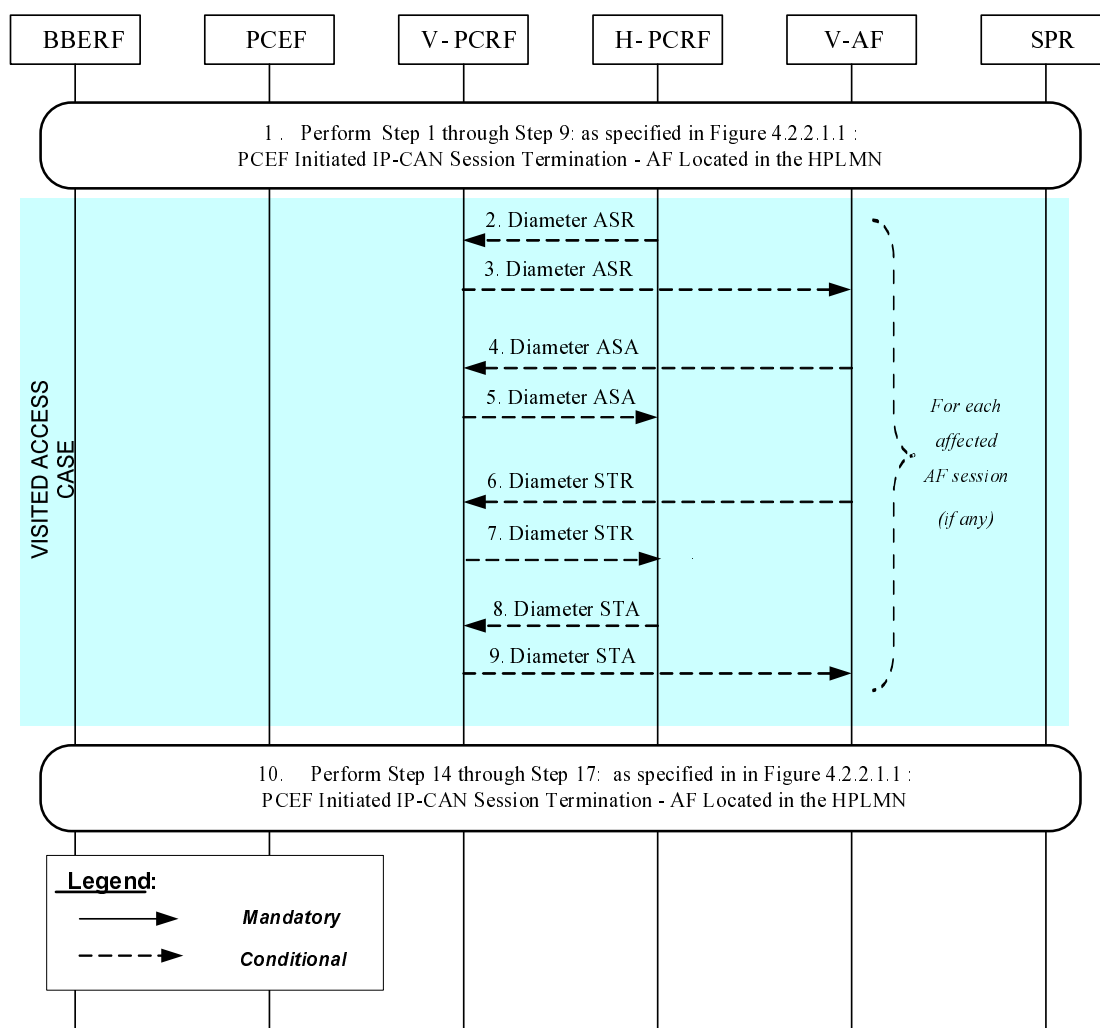 BBERF
PCEF
V - PCRF
H - PCRF
V-AF
SPR
1 . Perform Step 1 through Step 9: as specified in Figure 4.2.2.1.1 :
PCEF Initiated IP-CAN Session Termination - AF Located in the HPLMN
2. Diameter ASR
3. Diameter ASR
4. Diameter ASA
5. Diameter ASA
6. Diameter STR
7. Diameter STR
8. Diameter STA
9. Diameter STA
VISITED ACCESS
CASE
For each
affected
AF session
(if any)
10. Perform Step 14 through Step 17: as specified in in Figure 4.2.2.1.1 :
PCEF Initiated IP-CAN Session Termination - AF Located in the HPLMN
Legend:
Mandatory
Conditional